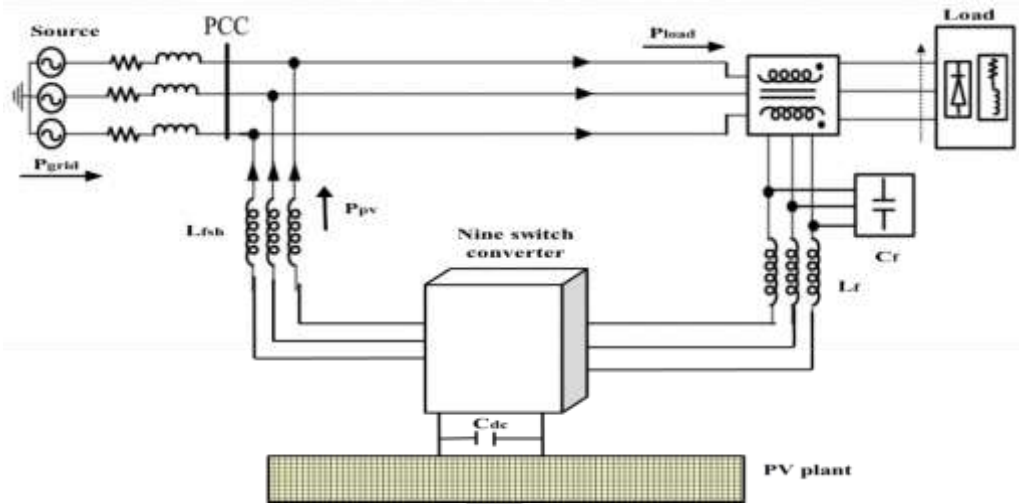 Source
PCC
Pload
Load
Pgrid
Lfsh
Ppv
Nine switch
converter
Cf
Lf
Cdc
PV plant